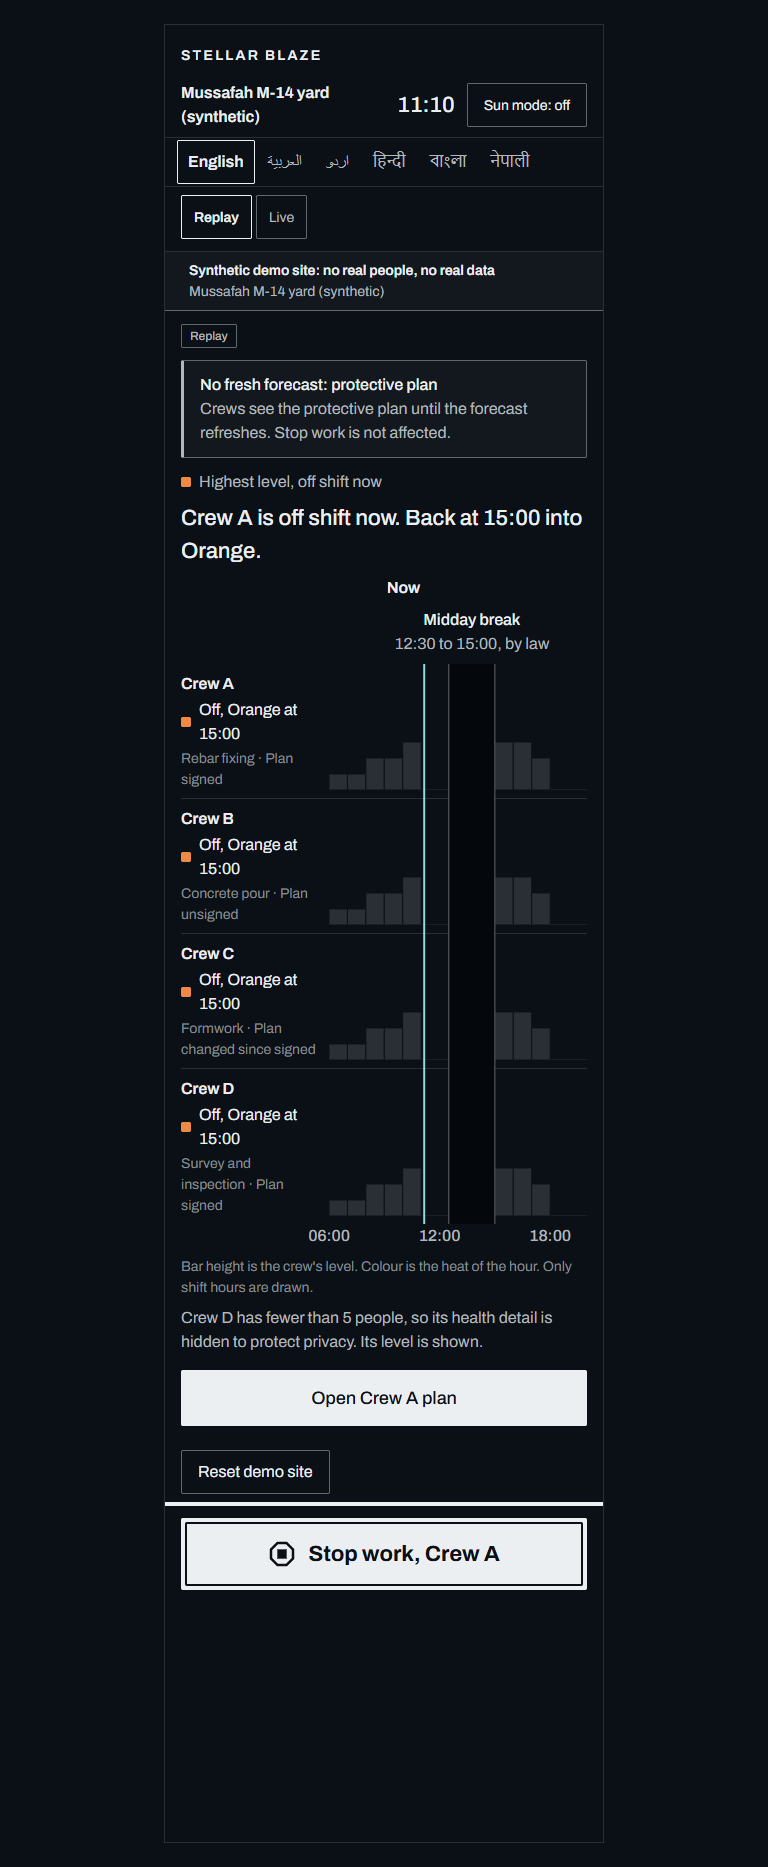 STELLAR BLAZE
Mussafah M-14 yard
(synthetic)
11:10
Sun mode: off
English
العربية
اردو
हिन्दी
বাংলা
नेपाली
Replay
Live
Synthetic demo site: no real people, no real data
Mussafah M-14 yard (synthetic)
Replay
No fresh forecast: protective plan
Crews see the protective plan until the forecast
refreshes. Stop work is not affected.
Highest level, off shift now
Crew A is off shift now. Back at 15:00 into
Orange.
Now
Midday break
12:30 to 15:00, by law
Crew A
Off, Orange at
15:00
Rebar fixing · Plan
signed
Crew B
Off, Orange at
15:00
Concrete pour · Plan
unsigned
Crew C
Off, Orange at
15:00
Formwork · Plan
changed since signed
Crew D
Off, Orange at
15:00
Survey and
inspection · Plan
signed
06:00
12:00
18:00
Bar height is the crew's level. Colour is the heat of the hour. Only
shift hours are drawn.
Crew D has fewer than 5 people, so its health detail is
hidden to protect privacy. Its level is shown.
Open Crew A plan
Reset demo site
Stop work, Crew A